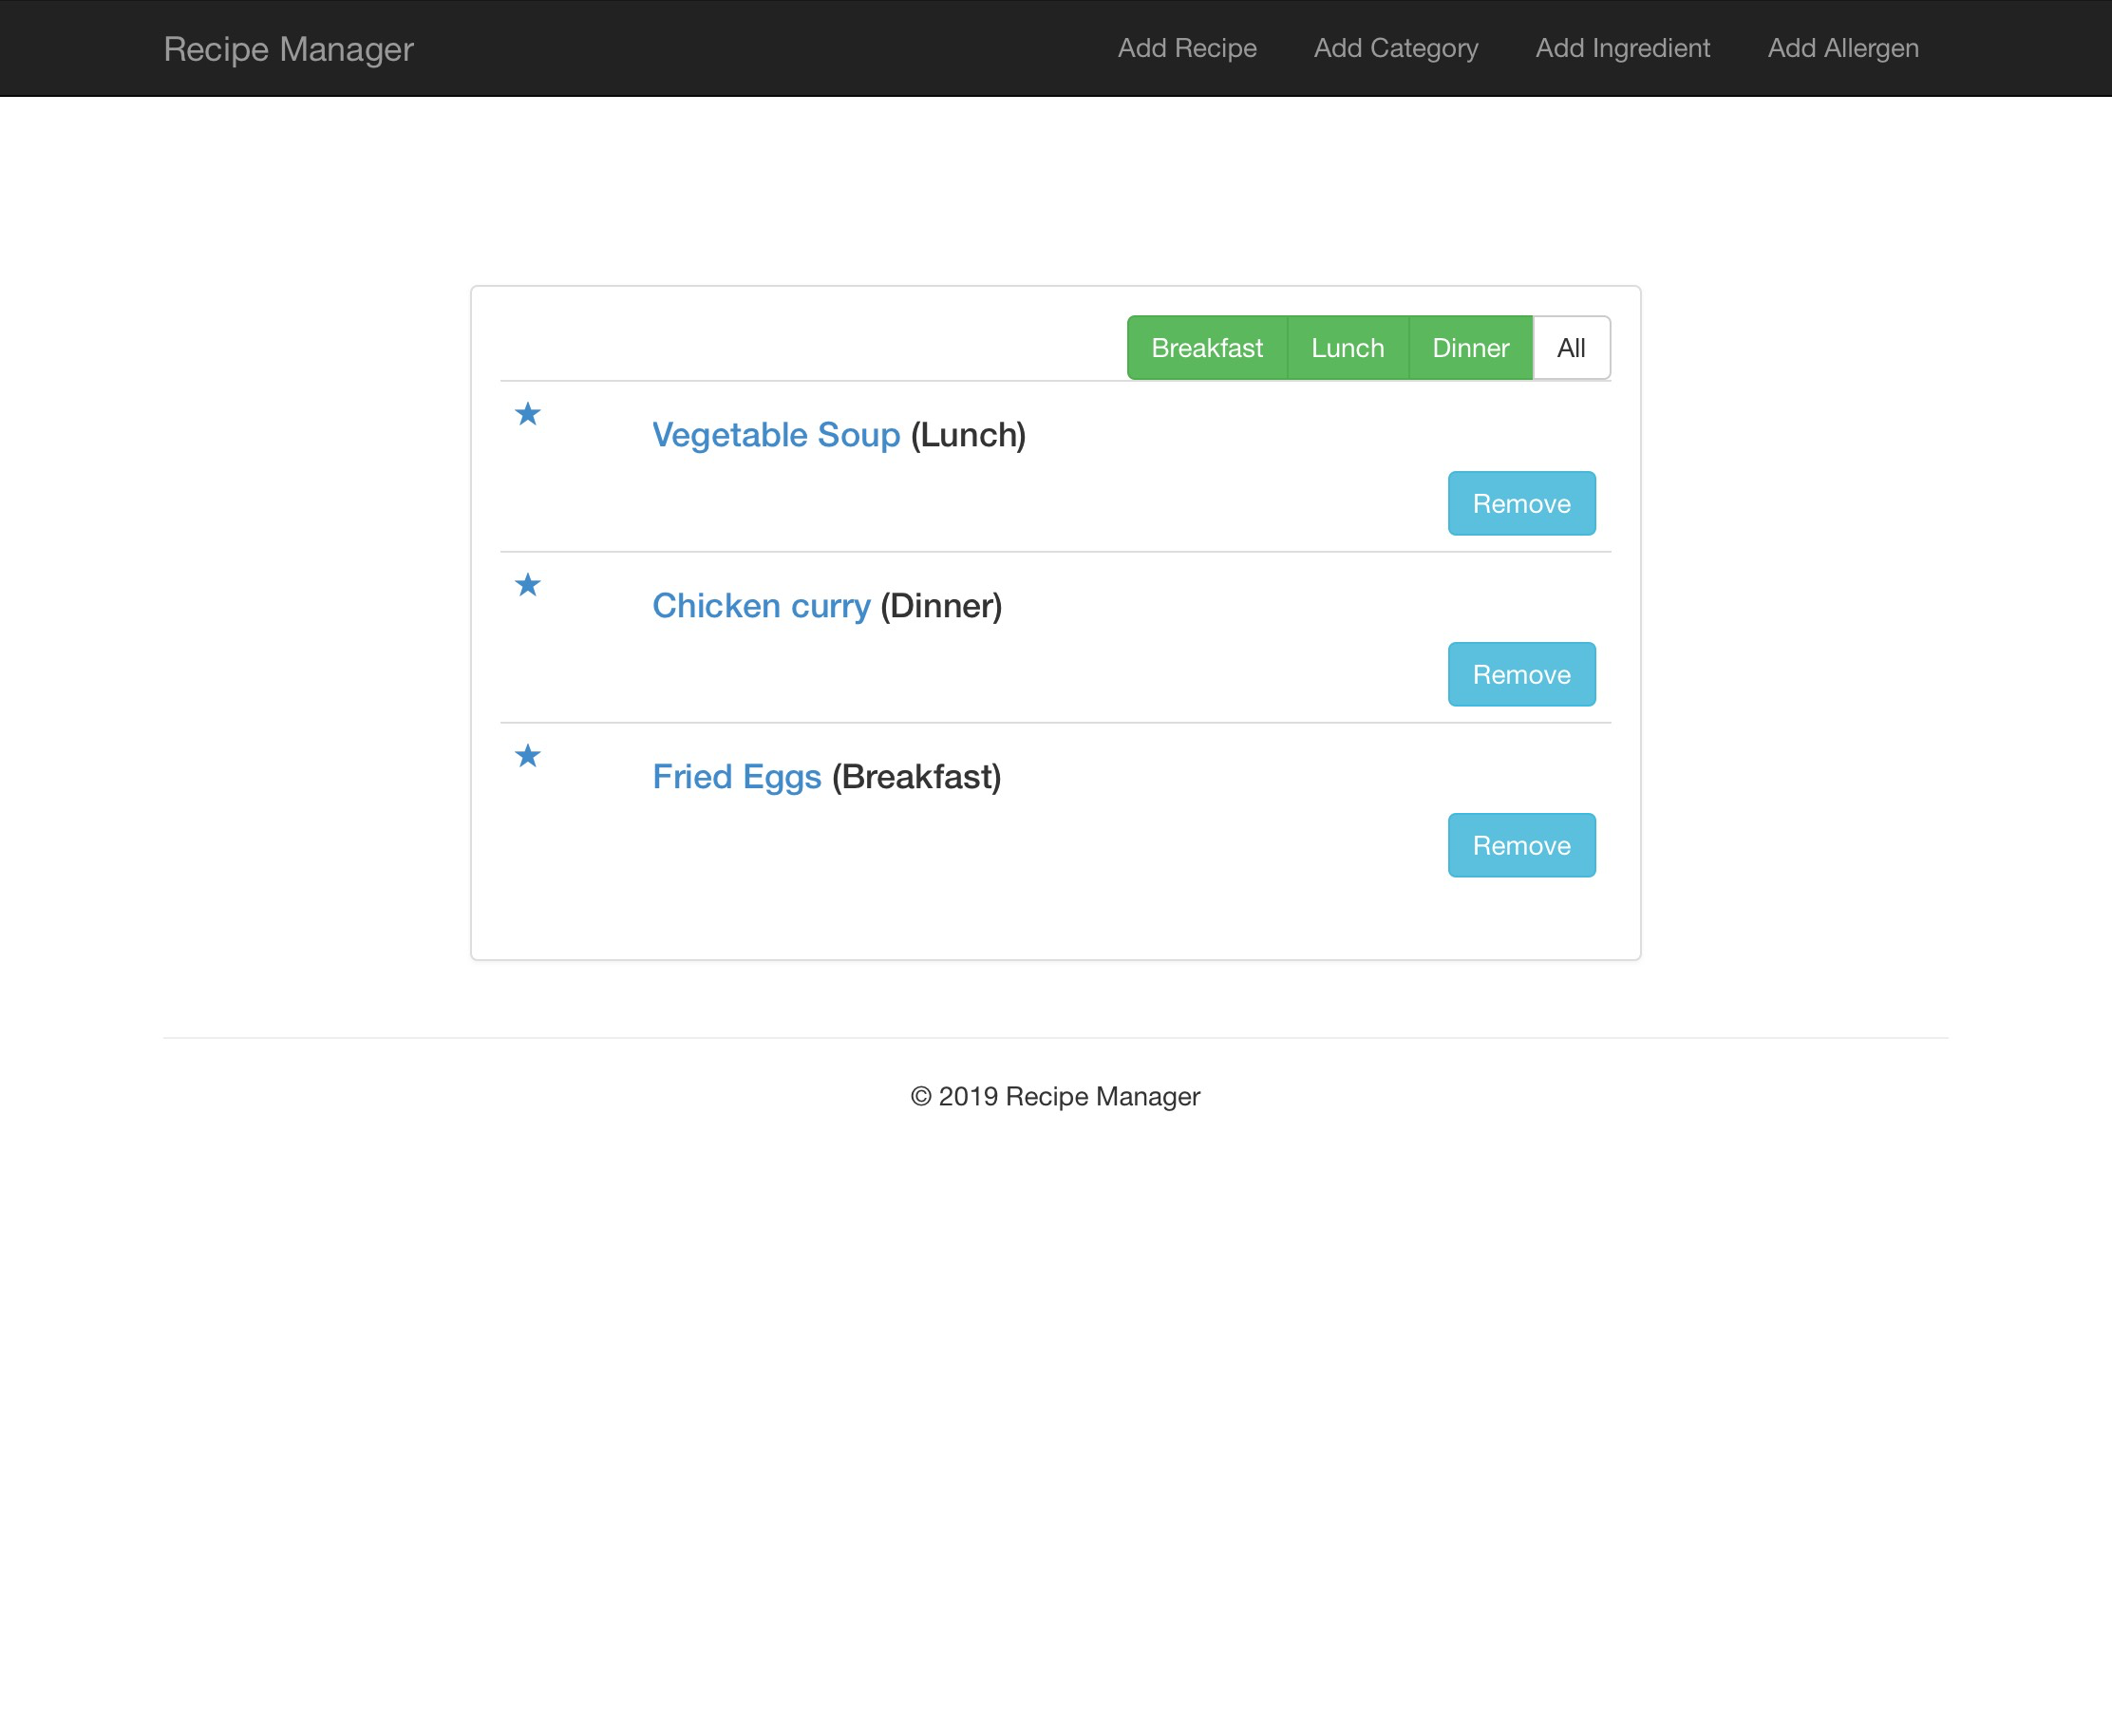 Recipe Manager Add Recipe Add Category Add Ingredient Add Allergen
Breakfast Lunch Dinner All
Vegetable Soup (Lunch)
Remove
Chicken curry (Dinner)
Remove
Fried Eggs (Breakfast)
Remove
© 2019 Recipe Manager